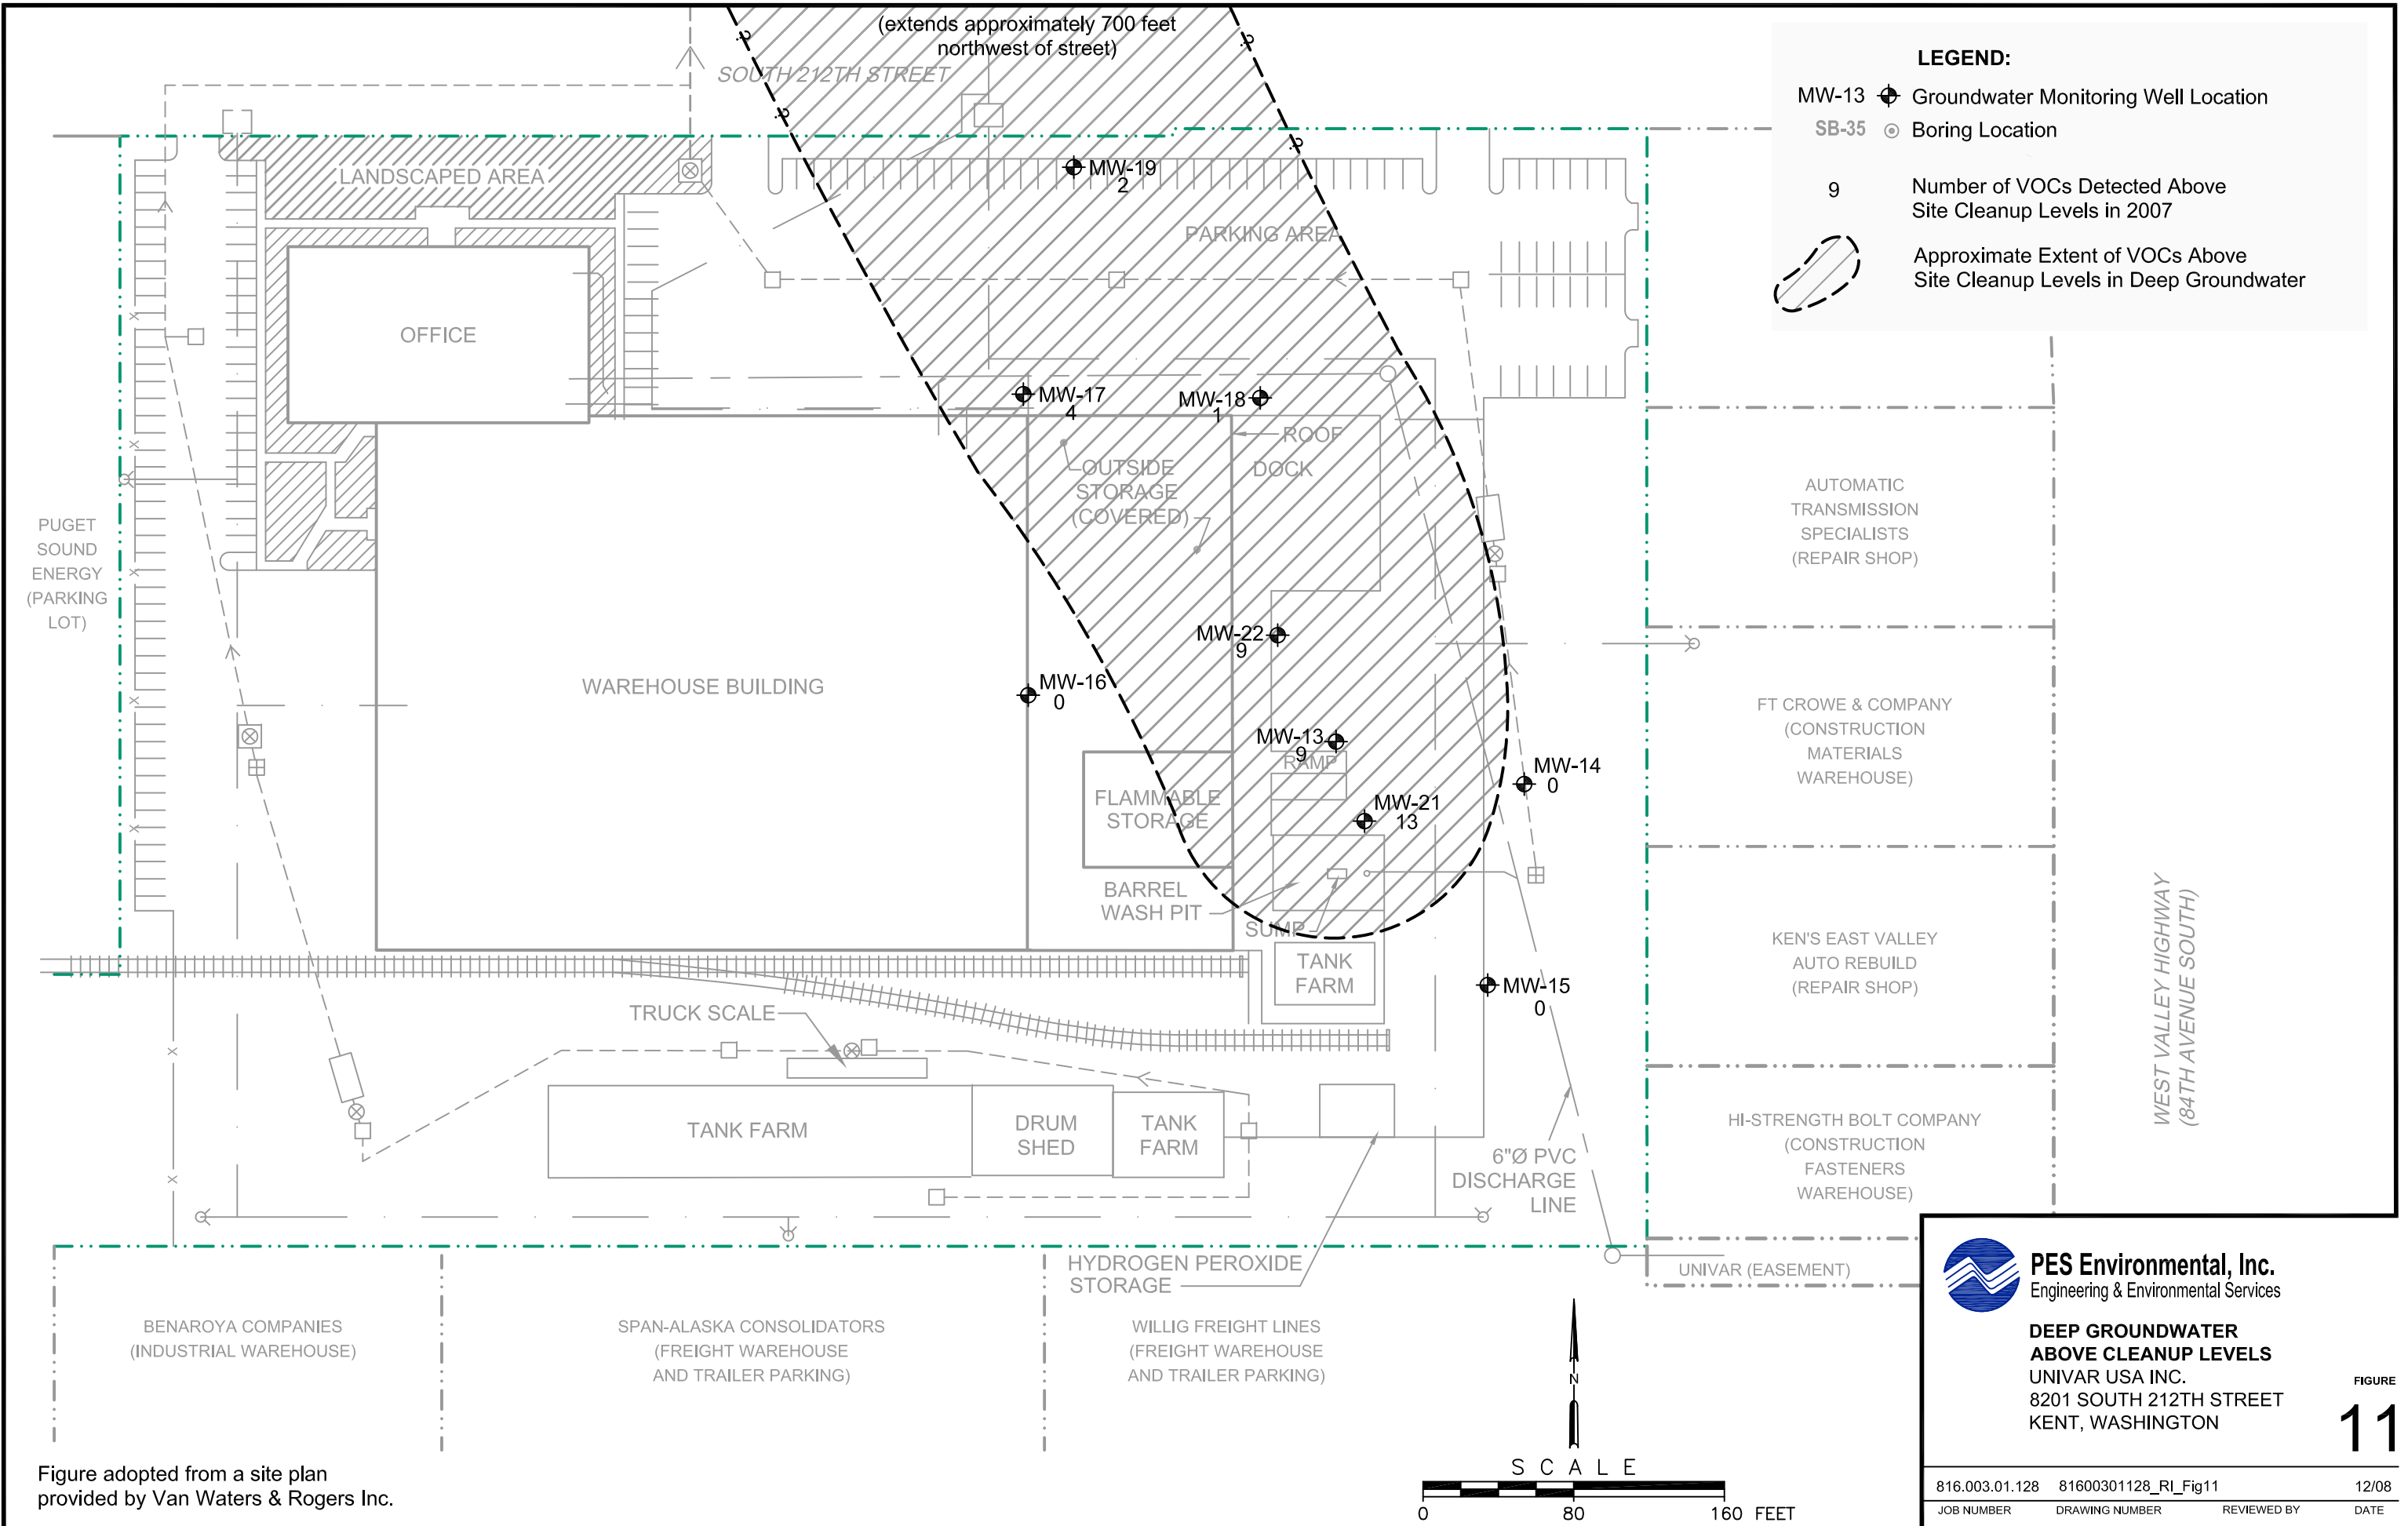 (extends approximately 700 feet
northwest of street)
SOUTH 212TH STREET
LEGEND:
MW-13 Groundwater Monitoring Well Location
SB-35 Boring Location
9 Number of VOCs Detected Above
Site Cleanup Levels in 2007
Approximate Extent of VOCs Above
Site Cleanup Levels in Deep Groundwater
?
?
?
?
LANDSCAPED AREA
MW-19
2
PARKING AREA
OFFICE
MW-17
4
MW-18
1
ROOF
DOCK
OUTSIDE
STORAGE
(COVERED)
PUGET
SOUND
ENERGY
(PARKING
LOT)
AUTOMATIC
TRANSMISSION
SPECIALISTS
(REPAIR SHOP)
MW-22
9
WAREHOUSE BUILDING
MW-16
0
FT CROWE & COMPANY
(CONSTRUCTION
MATERIALS
WAREHOUSE)
MW-13
9
RAMP
MW-14
0
FLAMMABLE
STORAGE
MW-21
13
BARREL
WASH PIT
SUMP
TANK
FARM
MW-15
0
KEN'S EAST VALLEY
AUTO REBUILD
(REPAIR SHOP)
WEST VALLEY HIGHWAY
(84TH AVENUE SOUTH)
TRUCK SCALE
TANK FARM
DRUM
SHED
TANK
FARM
HI-STRENGTH BOLT COMPANY
(CONSTRUCTION
FASTENERS
WAREHOUSE)
6"Ø PVC
DISCHARGE
LINE
HYDROGEN PEROXIDE
STORAGE
UNIVAR (EASEMENT)
BENAROYA COMPANIES
(INDUSTRIAL WAREHOUSE)
SPAN-ALASKA CONSOLIDATORS
(FREIGHT WAREHOUSE
AND TRAILER PARKING)
WILLIG FREIGHT LINES
(FREIGHT WAREHOUSE
AND TRAILER PARKING)
N
SCALE
0 80 160 FEET
Figure adopted from a site plan
provided by Van Waters & Rogers Inc.
PES Environmental, Inc.
Engineering & Environmental Services
DEEP GROUNDWATER
ABOVE CLEANUP LEVELS
UNIVAR USA INC.
8201 SOUTH 212TH STREET
KENT, WASHINGTON
FIGURE
11
816.003.01.128 81600301128_RI_Fig11 12/08
JOB NUMBER DRAWING NUMBER REVIEWED BY DATE